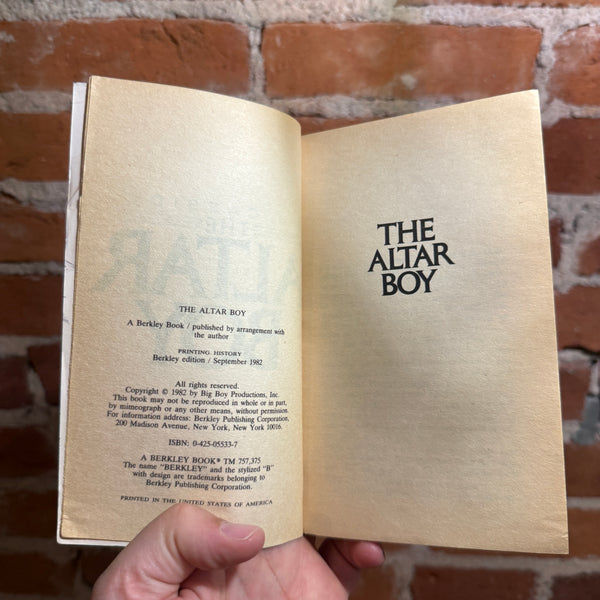 THE ALTAR BOY
A Berkley Book / published by arrangement with
the author
PRINTING HISTORY
Berkley edition / September 1982
All rights reserved.
Copyright © 1982 by Big Boy Productions, Inc.
This book may not be reproduced in whole or in part,
by mimeograph or any other means, without permission.
For information address: Berkley Publishing Corporation,
200 Madison Avenue, New York, New York 10016.
ISBN: 0-425-05533-7
A BERKLEY BOOK® TM 757,375
The name "BERKLEY" and the stylized "B"
with design are trademarks belonging to
Berkley Publishing Corporation.
PRINTED IN THE UNITED STATES OF AMERICA
THE
ALTAR
BOY